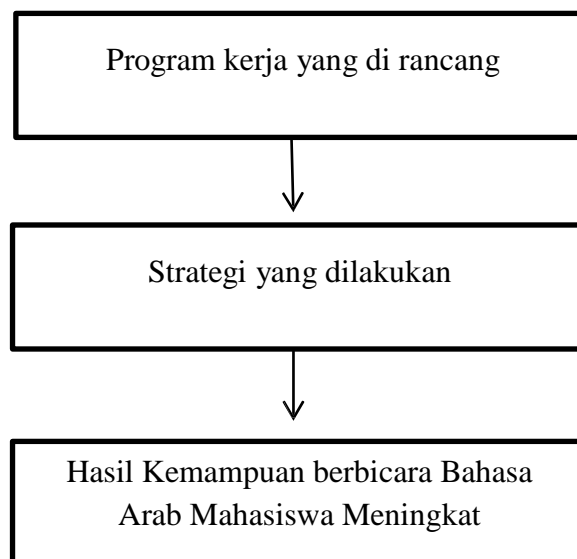 Program kerja yang di rancang
Strategi yang dilakukan
Hasil Kemampuan berbicara Bahasa
Arab Mahasiswa Meningkat